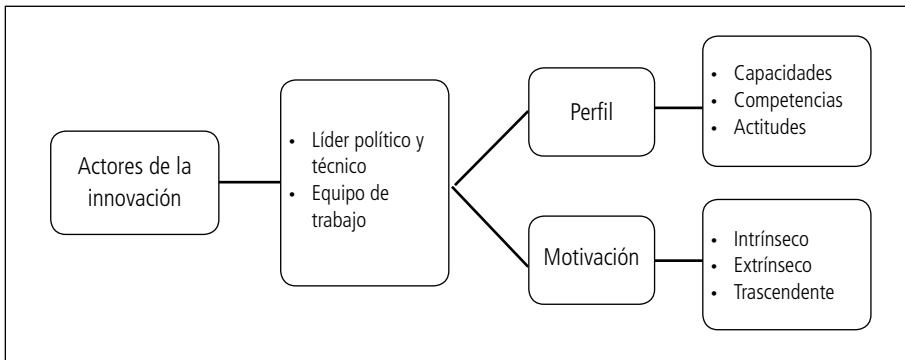 Actores de la
innovación
• Líder político y
técnico
• Equipo de
trabajo
Perfil
• Capacidades
• Competencias
• Actitudes
Motivación
• Intrínseco
• Extrínseco
• Trascendente